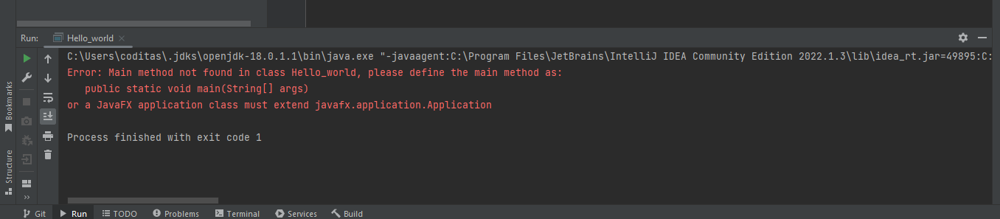 Run: Hello_world
C:\Users\coditas\.jdks\openjdk-18.0.1.1\bin\java.exe "-javaagent:C:\Program Files\JetBrains\IntelliJ IDEA Community Edition 2022.1.3\lib\idea_rt.jar=49895:C:
Error: Main method not found in class Hello_world, please define the main method as:
public static void main(String[] args)
or a JavaFX application class must extend javafx.application.Application
Process finished with exit code 1
Bookmarks
Structure
Git Run TODO Problems Terminal Services Build